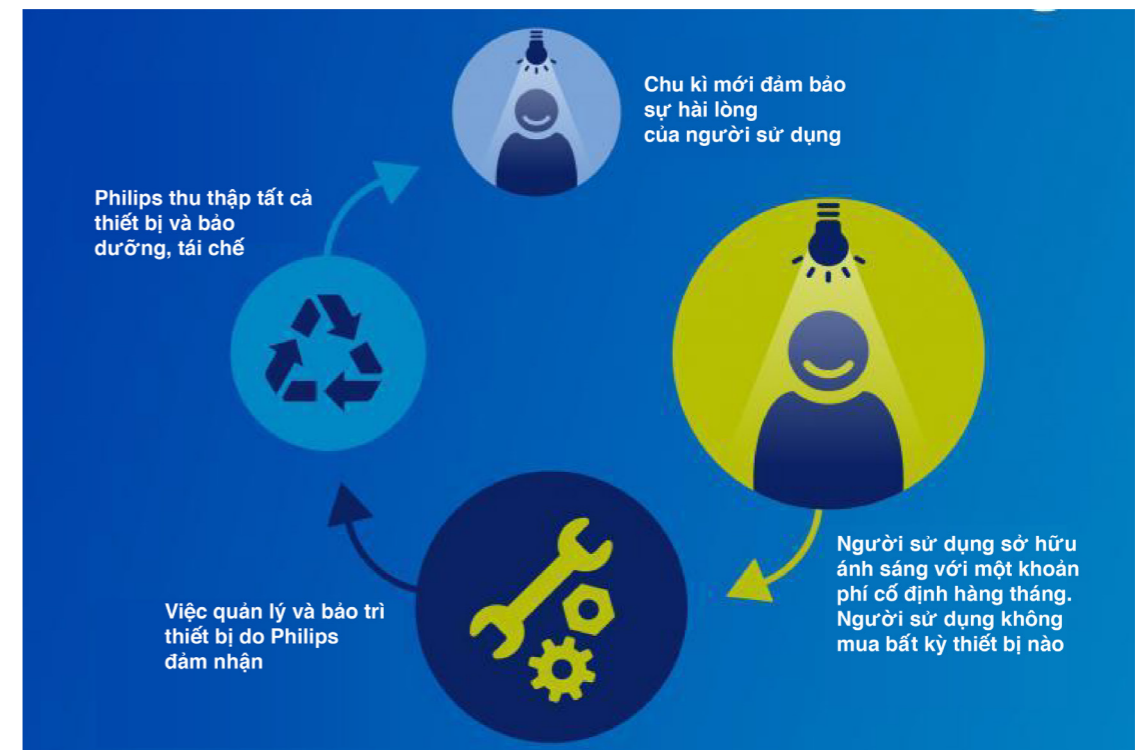 Chu kì mới đảm bảo
sự hài lòng
của người sử dụng
Philips thu thập tất cả
thiết bị và bảo
dưỡng, tái chế
Người sử dụng sở hữu
ánh sáng với một khoản
phí cố định hàng tháng.
Người sử dụng không
mua bất kỳ thiết bị nào
Việc quản lý và bảo trì
thiết bị do Philips
đảm nhận